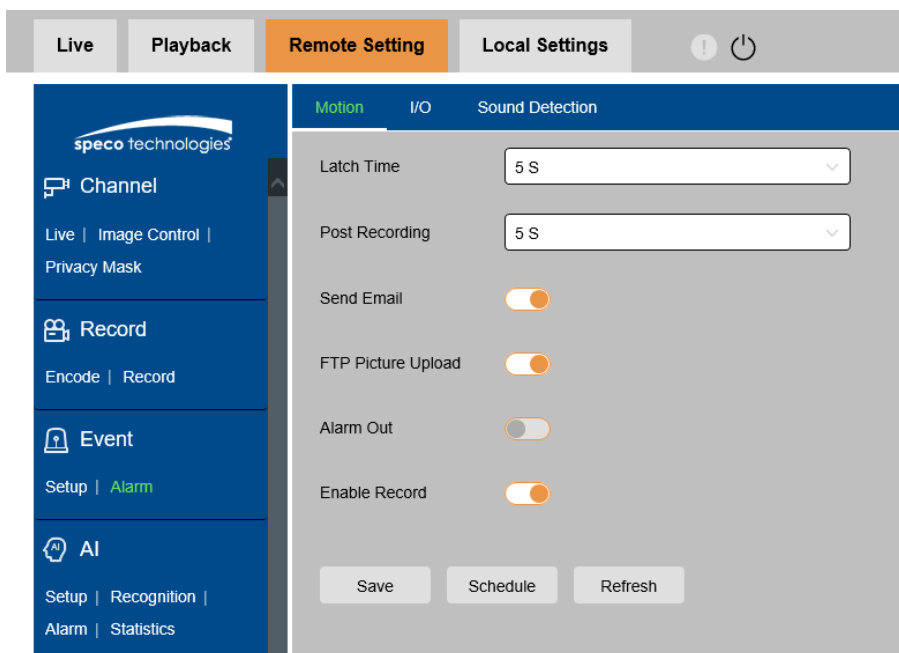 Live Playback Remote Setting Local Settings
speco technologies
Channel
Live | Image Control |
Privacy Mask
Record
Encode | Record
Event
Setup | Alarm
AI
AI
Setup | Recognition |
Alarm | Statistics
Motion I/O Sound Detection
Latch Time 5 S
Post Recording 5 S
Send Email
FTP Picture Upload
Alarm Out
Enable Record
Save Schedule Refresh